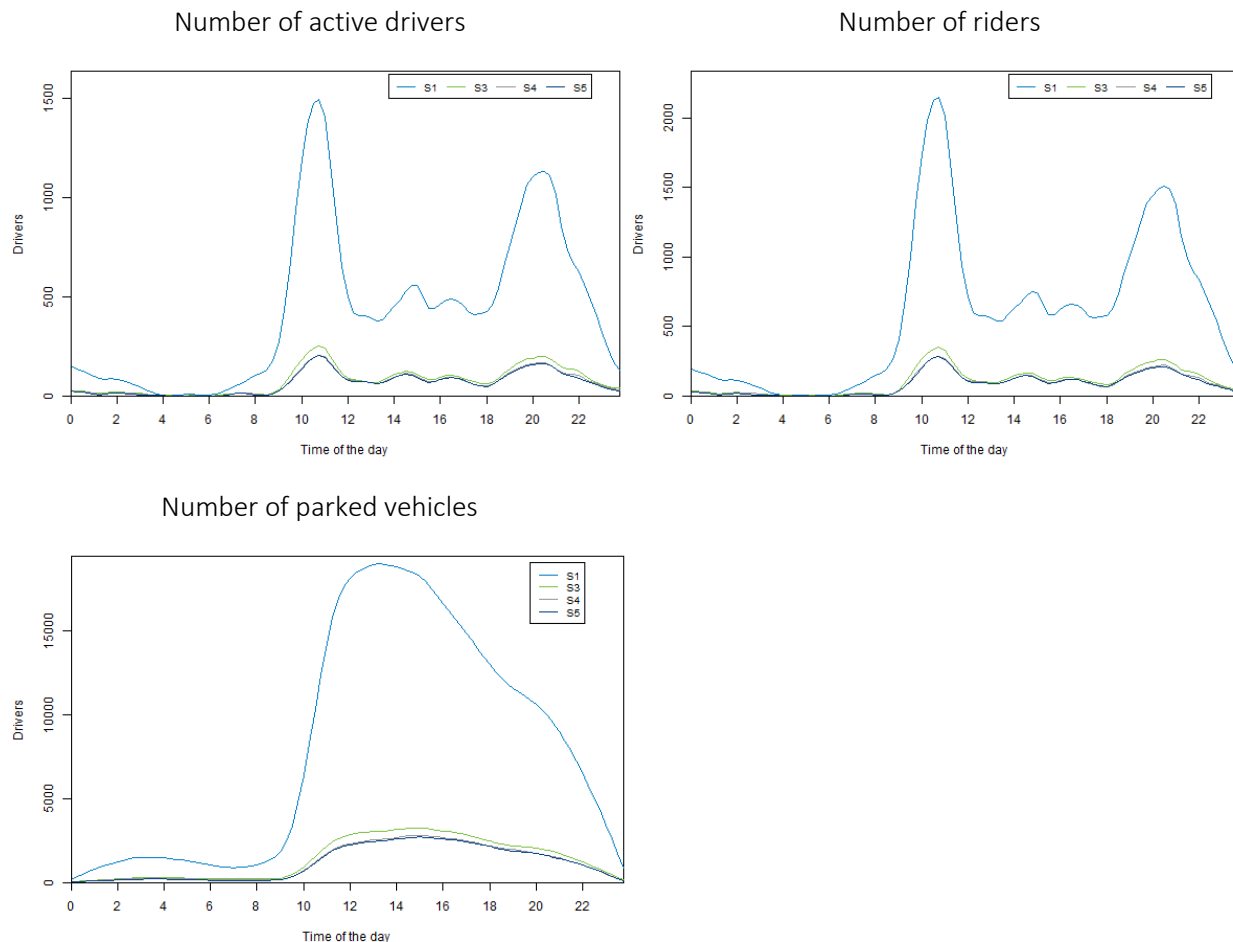 Number of active drivers
S1 S3 S4 S5
1500
1000
500
0
Drivers
0 2 4 6 8 10 12 14 16 18 20 22
Time of the day
Number of riders
S1 S3 S4 S5
2000
1500
1000
500
0
Drivers
0 2 4 6 8 10 12 14 16 18 20 22
Time of the day
Number of parked vehicles
S1
S3
S4
S5
15000
10000
5000
0
Drivers
0 2 4 6 8 10 12 14 16 18 20 22
Time of the day